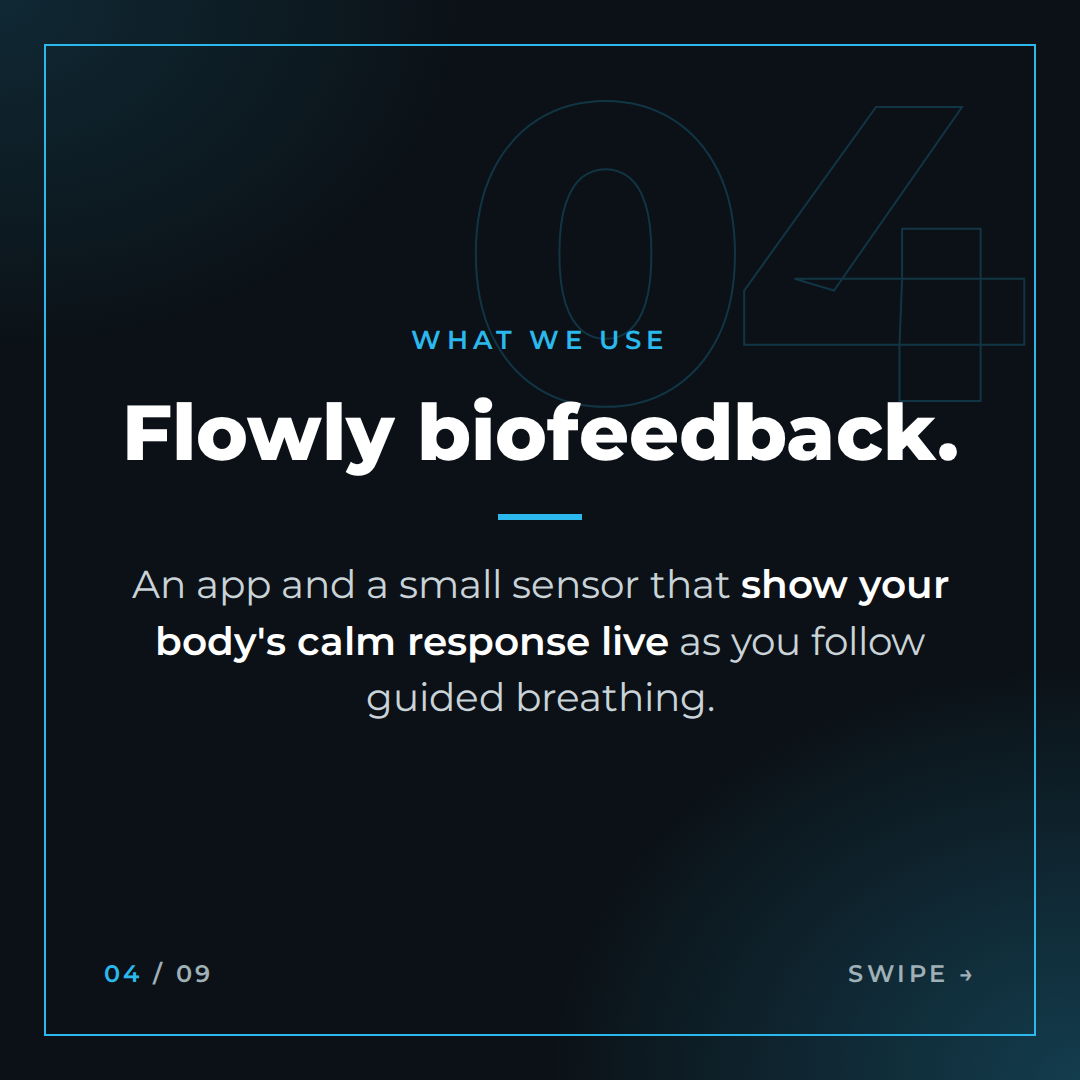 04
WHAT WE USE
Flowly biofeedback.
An app and a small sensor that show your
body's calm response live as you follow
guided breathing.
04 / 09
SWIPE →